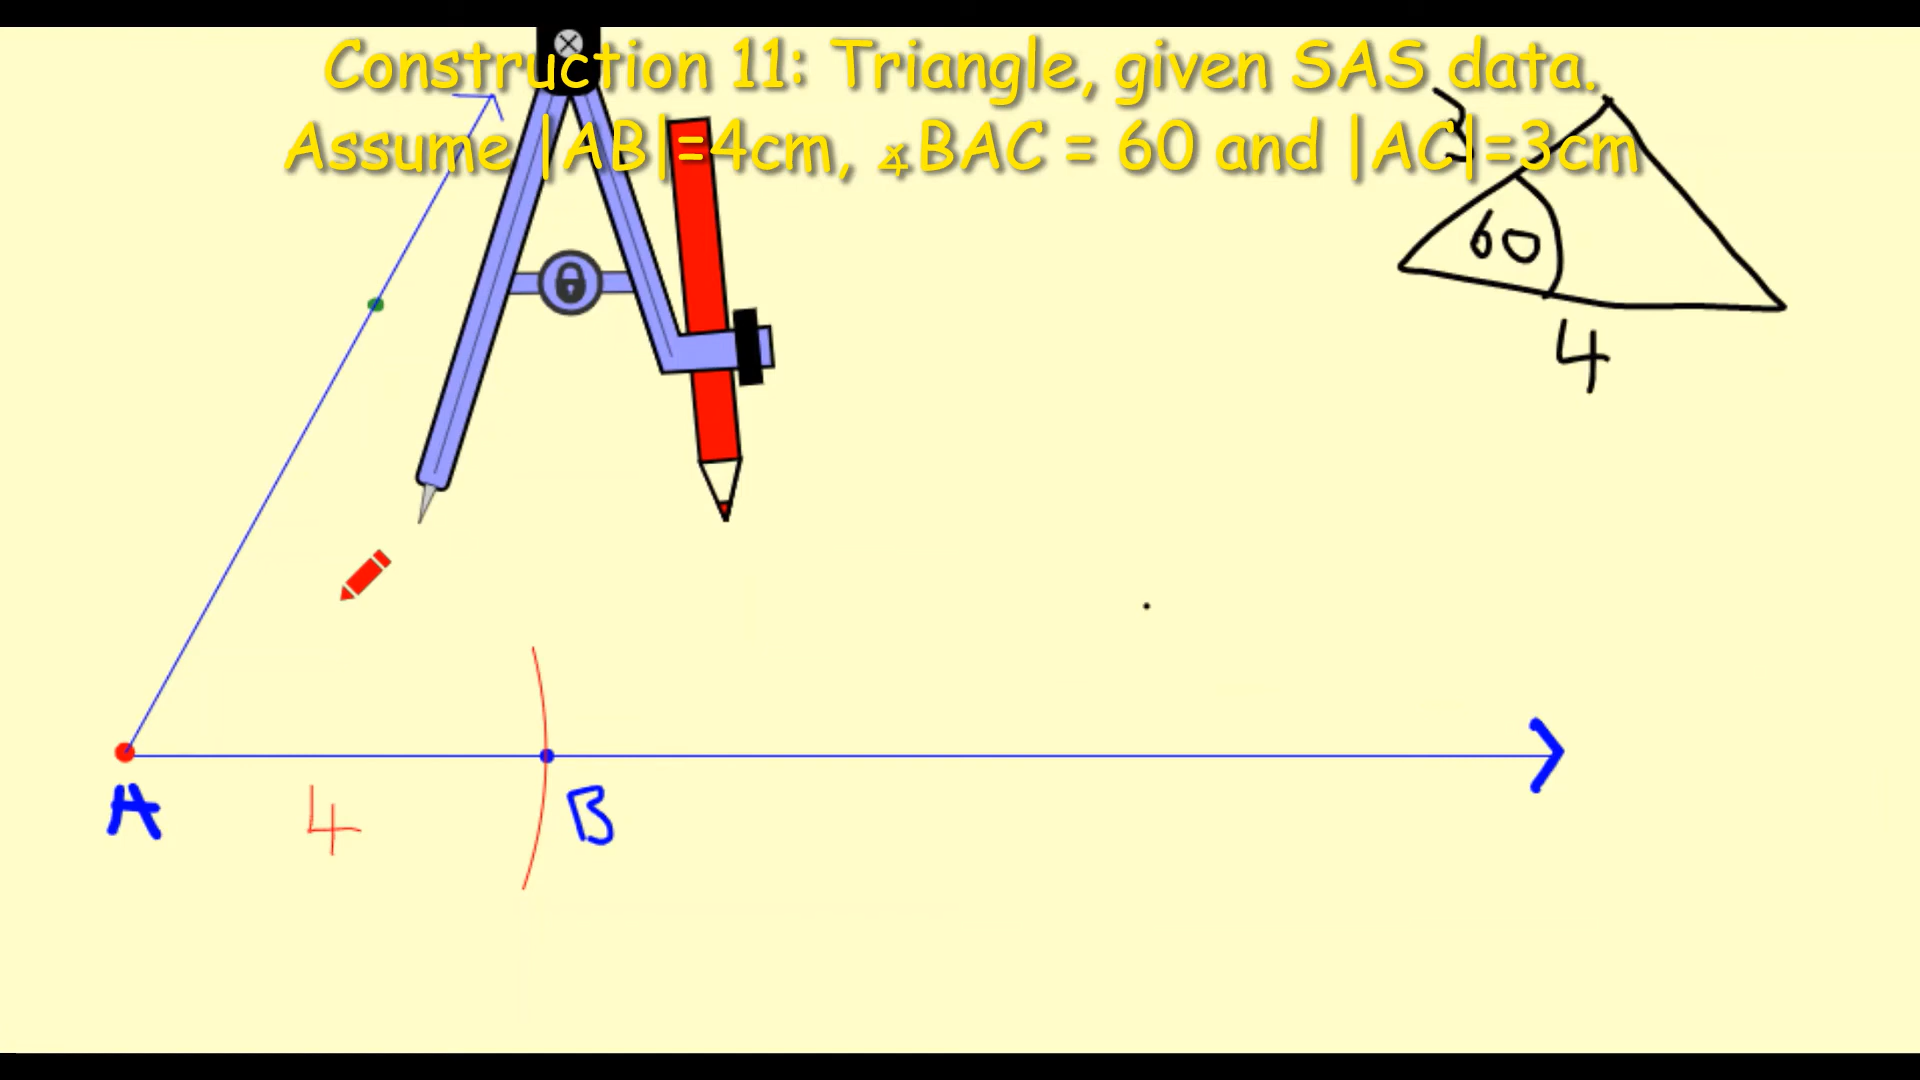 Construction 11: Triangle, given SAS data.
Assume |AB|=4cm, ∡BAC = 60 and |AC|=3cm
3
60
4
A
4
B